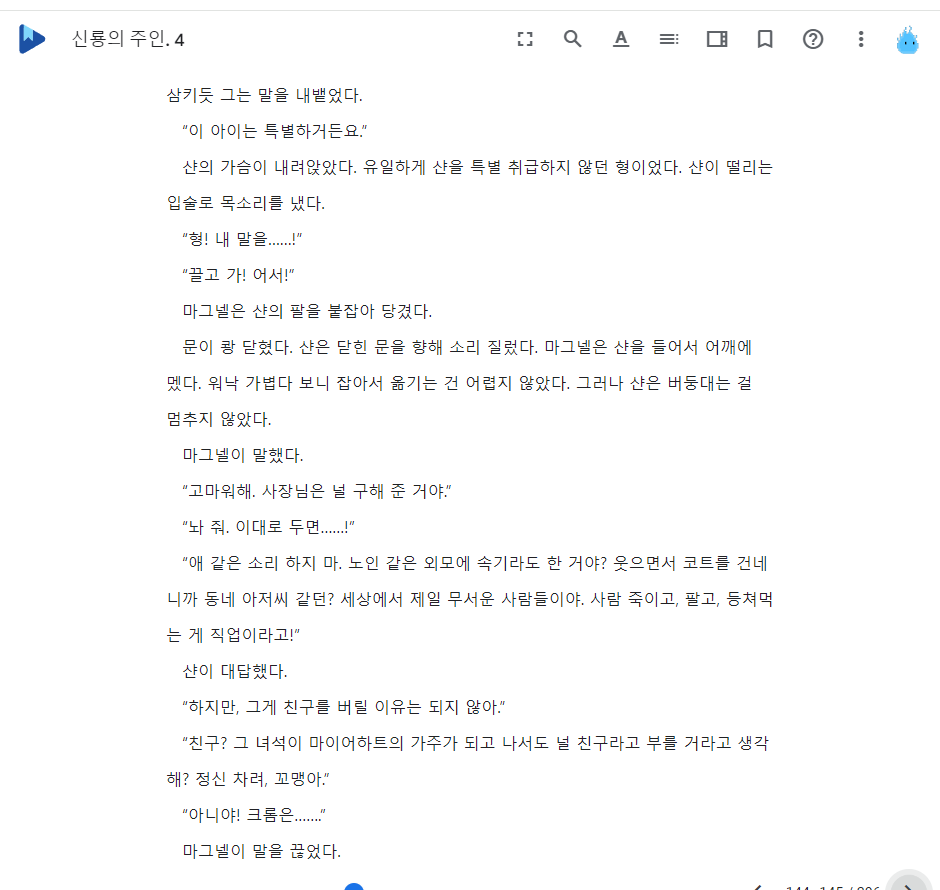 신룡의 주인. 4
삼키듯 그는 말을 내뱉었다.
“이 아이는 특별하거든요.”
샨의 가슴이 내려앉았다. 유일하게 샨을 특별 취급하지 않던 형이었다. 샨이 떨리는
입술로 목소리를 냈다.
“형! 내 말을……!”
“끌고 가! 어서!”
마그넬은 샨의 팔을 붙잡아 당겼다.
문이 쾅 닫혔다. 샨은 닫힌 문을 향해 소리 질렀다. 마그넬은 샨을 들어서 어깨에
멨다. 워낙 가볍다 보니 잡아서 옮기는 건 어렵지 않았다. 그러나 샨은 버둥대는 걸
멈추지 않았다.
마그넬이 말했다.
“고마워해. 사장님은 널 구해 준 거야.”
“놔 줘. 이대로 두면……!”
“애 같은 소리 하지 마. 노인 같은 외모에 속기라도 한 거야? 웃으면서 코트를 건네
니까 동네 아저씨 같던? 세상에서 제일 무서운 사람들이야. 사람 죽이고, 팔고, 등쳐먹
는 게 직업이라고!”
샨이 대답했다.
“하지만, 그게 친구를 버릴 이유는 되지 않아.”
“친구? 그 녀석이 마이어하트의 가주가 되고 나서도 널 친구라고 부를 거라고 생각
해? 정신 차려, 꼬맹아.”
“아니야! 크롬은…….”
마그넬이 말을 끊었다.